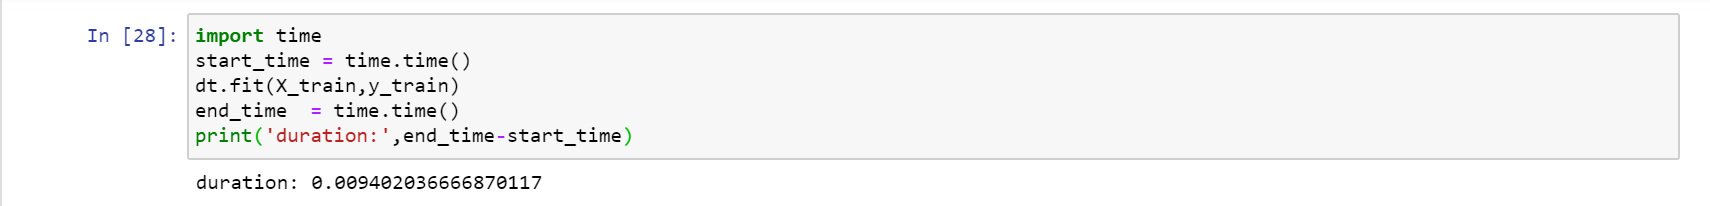 In [28]: import time
start_time = time.time()
dt.fit(X_train,y_train)
end_time  = time.time()
print('duration:',end_time-start_time)
duration: 0.009402036666870117